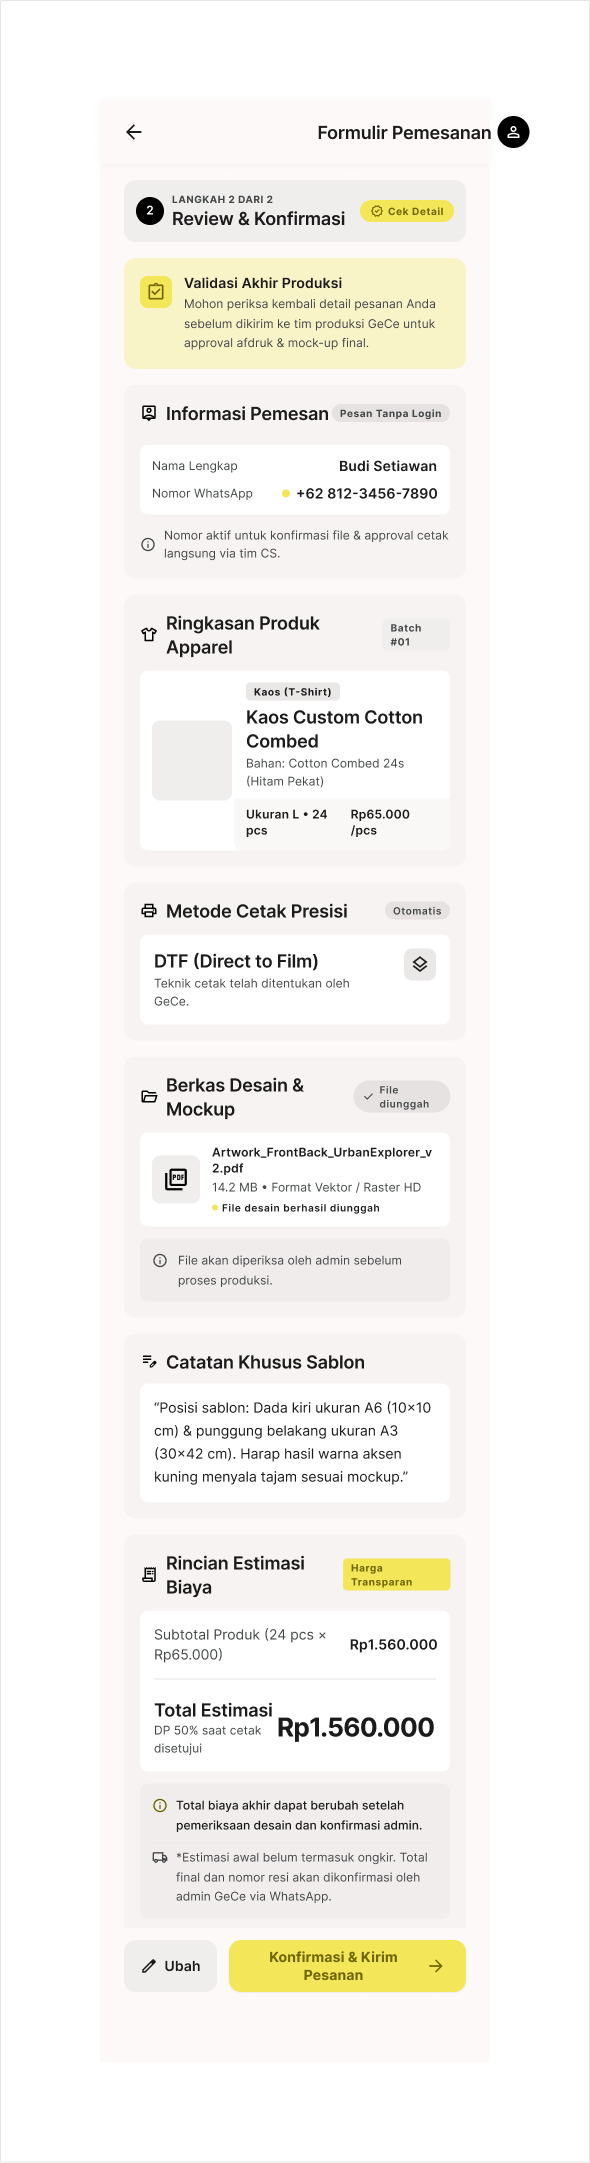 Formulir Pemesanan
2
LANGKAH 2 DARI 2
Review & Konfirmasi
Cek Detail
Validasi Akhir Produksi
Mohon periksa kembali detail pesanan Anda
sebelum dikirim ke tim produksi GeCe untuk
approval afdruk & mock-up final.
Informasi Pemesan
Pesan Tanpa Login
Nama Lengkap
Budi Setiawan
Nomor WhatsApp
+62 812-3456-7890
Nomor aktif untuk konfirmasi file & approval cetak
langsung via tim CS.
Ringkasan Produk
Apparel
Batch
#01
Kaos (T-Shirt)
Kaos Custom Cotton
Combed
Bahan: Cotton Combed 24s
(Hitam Pekat)
Ukuran L • 24
pcs
Rp65.000
/pcs
Metode Cetak Presisi
Otomatis
DTF (Direct to Film)
Teknik cetak telah ditentukan oleh
GeCe.
Berkas Desain &
Mockup
File
diunggah
PDF
Artwork_FrontBack_UrbanExplorer_v
2.pdf
14.2 MB • Format Vektor / Raster HD
File desain berhasil diunggah
File akan diperiksa oleh admin sebelum
proses produksi.
Catatan Khusus Sablon
“Posisi sablon: Dada kiri ukuran A6 (10×10
cm) & punggung belakang ukuran A3
(30×42 cm). Harap hasil warna aksen
kuning menyala tajam sesuai mockup.”
Rincian Estimasi
Biaya
Harga
Transparan
Subtotal Produk (24 pcs ×
Rp65.000)
Rp1.560.000
Total Estimasi
DP 50% saat cetak
disetujui
Rp1.560.000
Total biaya akhir dapat berubah setelah
pemeriksaan desain dan konfirmasi admin.
*Estimasi awal belum termasuk ongkir. Total
final dan nomor resi akan dikonfirmasi oleh
admin GeCe via WhatsApp.
Ubah
Konfirmasi & Kirim
Pesanan